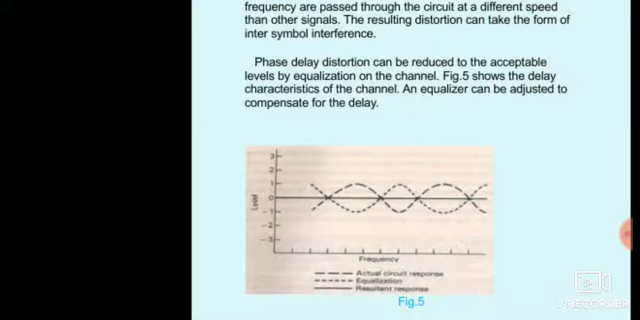 frequency are passed through the circuit at a different speed
than other signals. The resulting distortion can take the form of
inter symbol interference.
Phase delay distortion can be reduced to the acceptable
levels by equalization on the channel. Fig.5 shows the delay
characteristics of the channel. An equalizer can be adjusted to
compensate for the delay.
3
2
1
0
-1
-2
-3
Level
Frequency
Actual circuit response
Equalization
Resultant response
Fig.5
V RECORDER